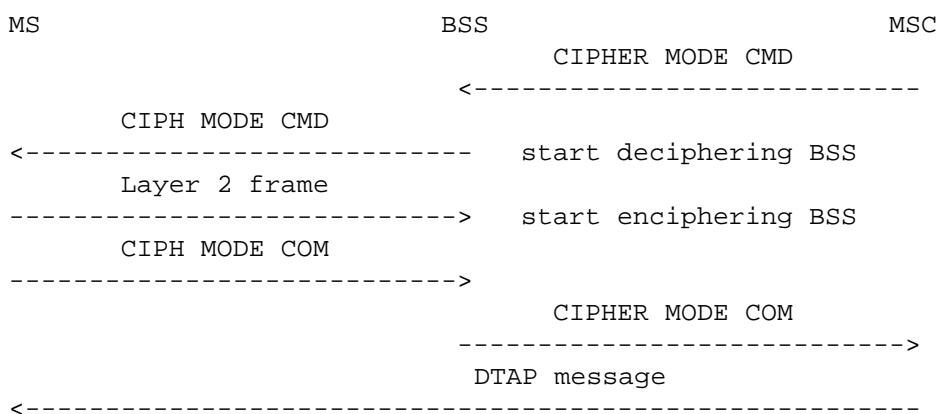 MS BSS MSC
CIPHER MODE CMD
<----------------------------
CIPH MODE CMD
<---------------------------- start deciphering BSS
Layer 2 frame
----------------------------> start enciphering BSS
CIPH MODE COM
---------------------------->
CIPHER MODE COM
---------------------------->
DTAP message
<---------------------------------------------------------